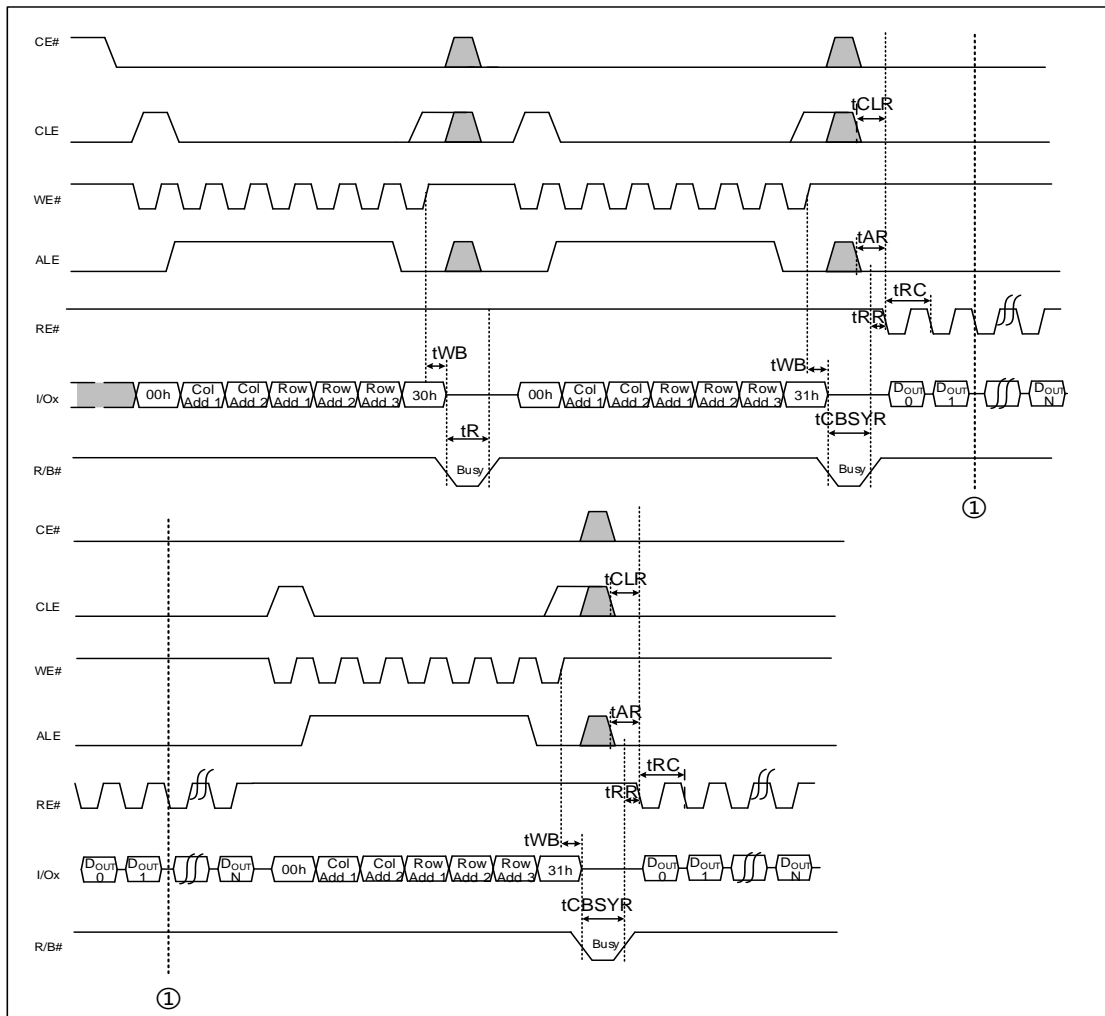 CE#
tCLR
CLE
WE#
tAR
ALE
tRC
RE#
tRR
tWB
tWB
I/Ox
00h
Col Add 1
Col Add 2
Row Add 1
Row Add 2
Row Add 3
30h
00h
Col Add 1
Col Add 2
Row Add 1
Row Add 2
Row Add 3
31h
DOUT 0
DOUT 1
DOUT N
tR
tCBSYR
R/B#
Busy
Busy
①
CE#
tCLR
CLE
WE#
tAR
ALE
tRC
RE#
tRR
tWB
I/Ox
DOUT 0
DOUT 1
DOUT N
00h
Col Add 1
Col Add 2
Row Add 1
Row Add 2
Row Add 3
31h
DOUT 0
DOUT 1
DOUT N
tCBSYR
R/B#
Busy
①